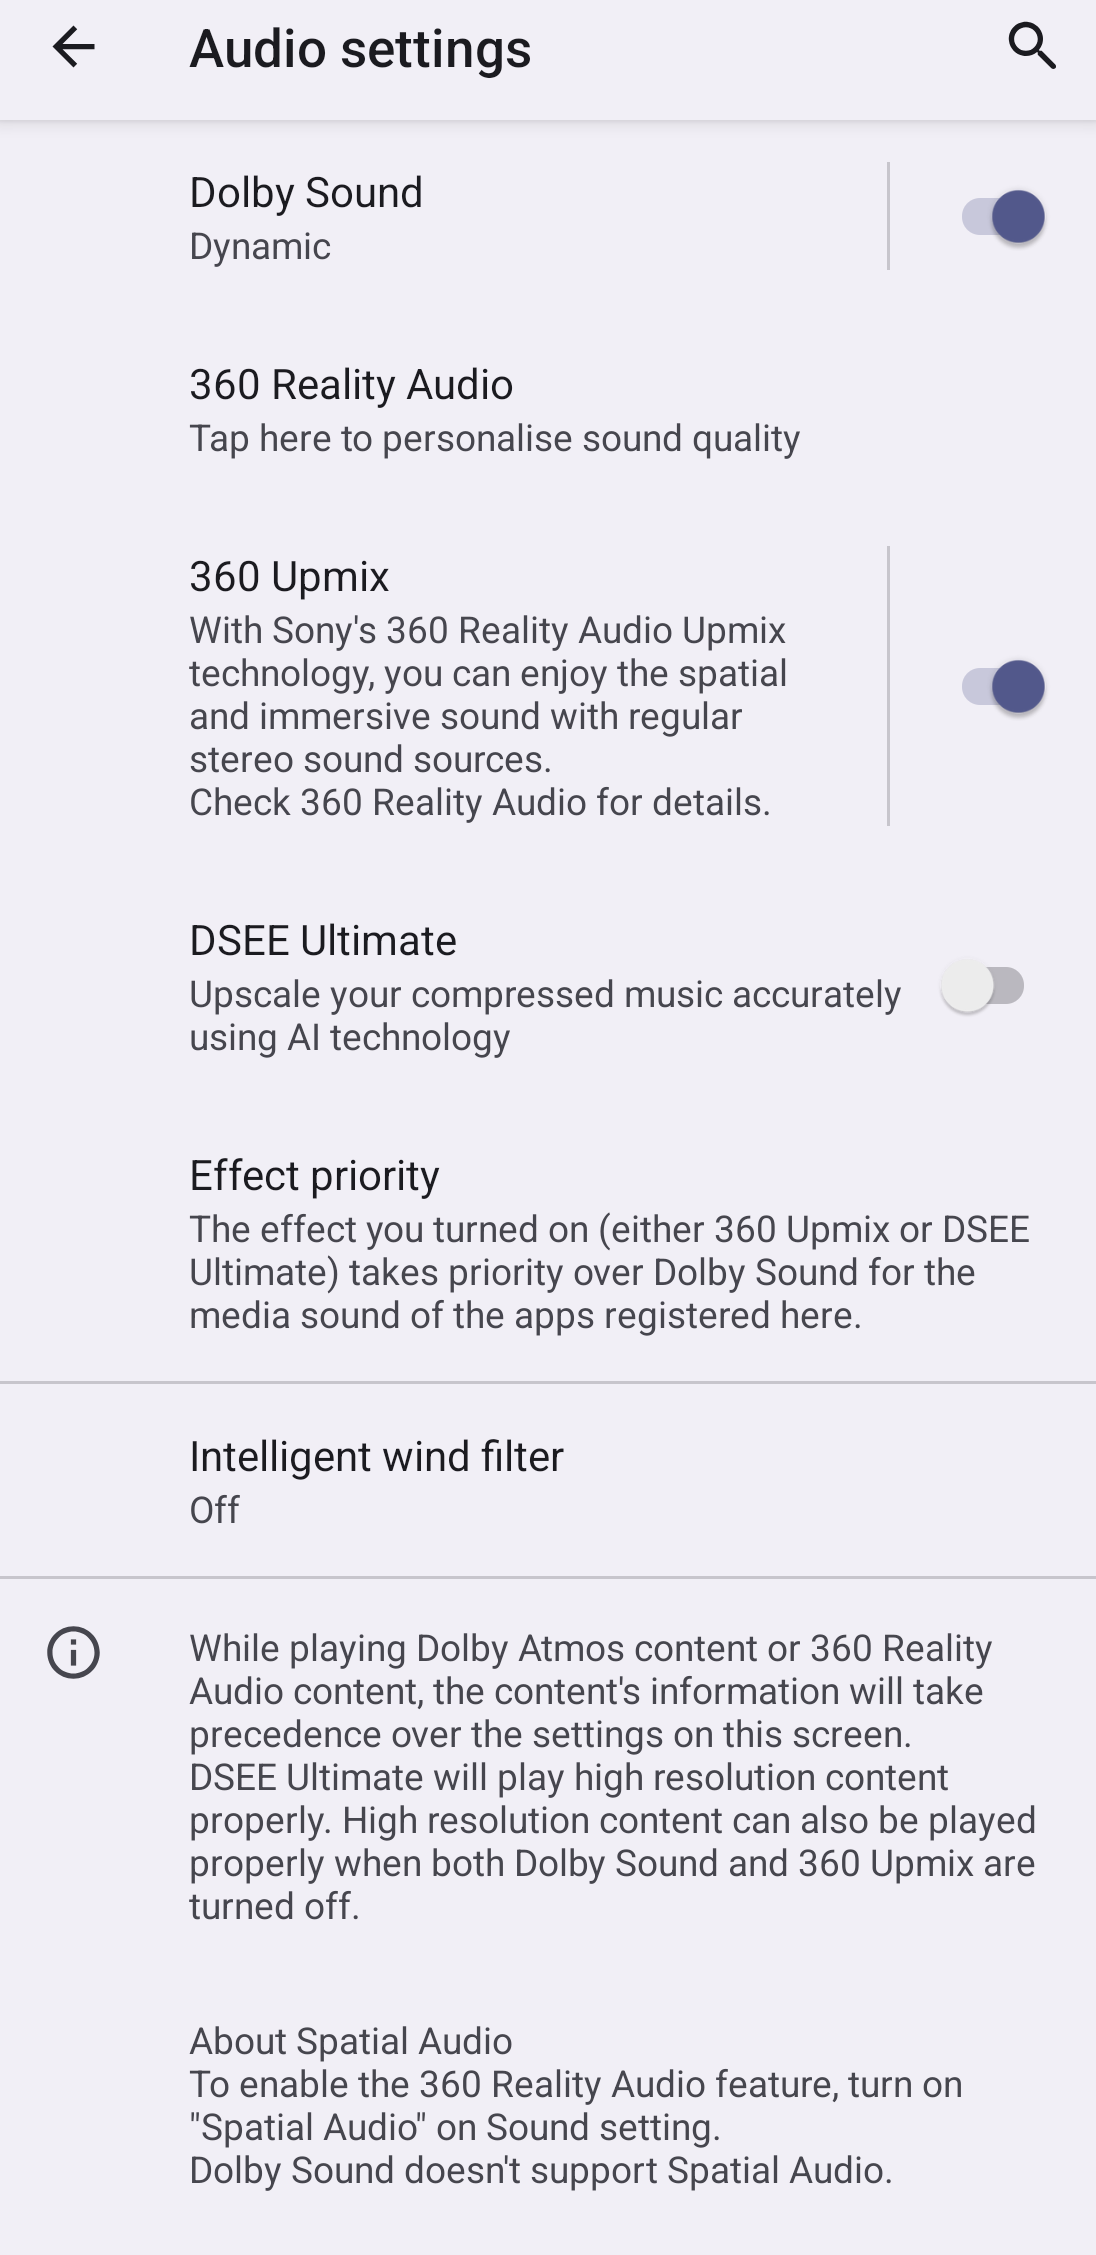 Audio settings
Dolby Sound
Dynamic
360 Reality Audio
Tap here to personalise sound quality
360 Upmix
With Sony's 360 Reality Audio Upmix
technology, you can enjoy the spatial
and immersive sound with regular
stereo sound sources.
Check 360 Reality Audio for details.
DSEE Ultimate
Upscale your compressed music accurately
using AI technology
Effect priority
The effect you turned on (either 360 Upmix or DSEE
Ultimate) takes priority over Dolby Sound for the
media sound of the apps registered here.
Intelligent wind filter
Off
While playing Dolby Atmos content or 360 Reality
Audio content, the content's information will take
precedence over the settings on this screen.
DSEE Ultimate will play high resolution content
properly. High resolution content can also be played
properly when both Dolby Sound and 360 Upmix are
turned off.
About Spatial Audio
To enable the 360 Reality Audio feature, turn on
"Spatial Audio" on Sound setting.
Dolby Sound doesn't support Spatial Audio.